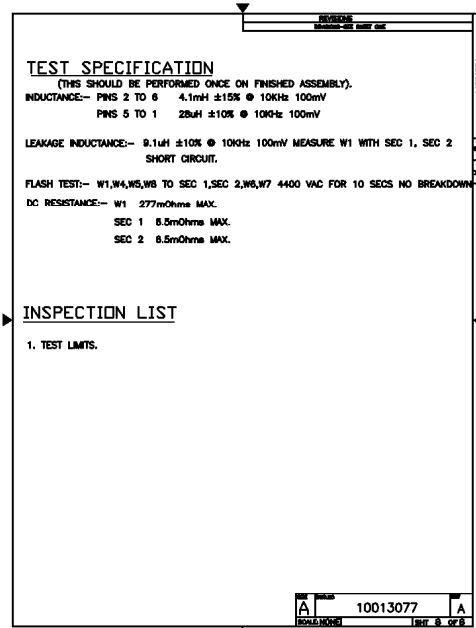 REVISIONS
TEST SPECIFICATION
(THIS SHOULD BE PERFORMED ONCE ON FINISHED ASSEMBLY).
INDUCTANCE:- PINS 2 TO 6 4.1mH ±15% @ 10KHz 100mV
PINS 5 TO 1 28uH ±10% @ 10KHz 100mV
LEAKAGE INDUCTANCE:- 9.1uH ±10% @ 10KHz 100mV MEASURE W1 WITH SEC 1, SEC 2
SHORT CIRCUIT.
FLASH TEST:- W1,W4,W5,W8 TO SEC 1,SEC 2,W6,W7 4400 VAC FOR 10 SECS NO BREAKDOWN
DC RESISTANCE:- W1 277mOhms MAX.
SEC 1 6.5mOhms MAX.
SEC 2 6.5mOhms MAX.
INSPECTION LIST
1. TEST LIMITS.
A 10013077 A
SCALE: NONE SHT 8 OF 8